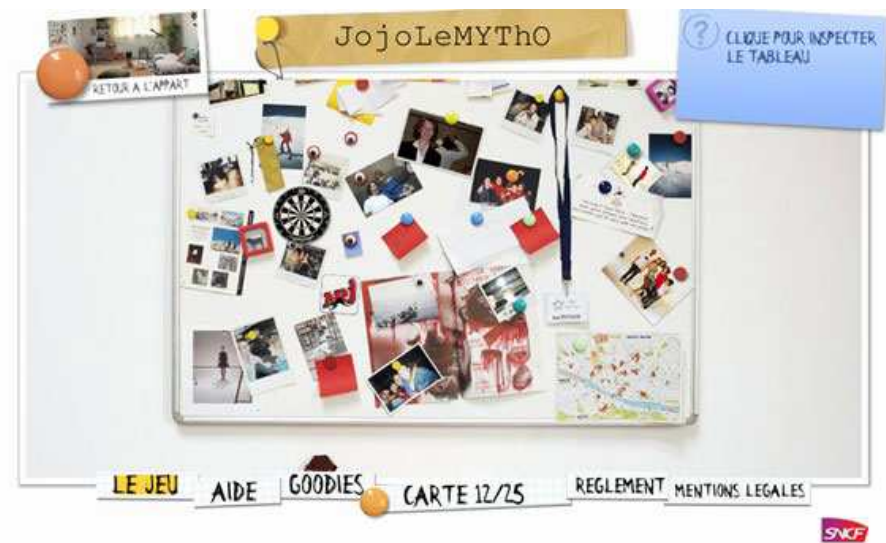 JojoLeMYThO
? CLIQUE POUR INSPECTER
LE TABLEAU
RETOUR A L'APPART
NRJ
LE JEU
AIDE
GOODIES
CARTE 12/25
REGLEMENT
MENTIONS LEGALES
SNCF